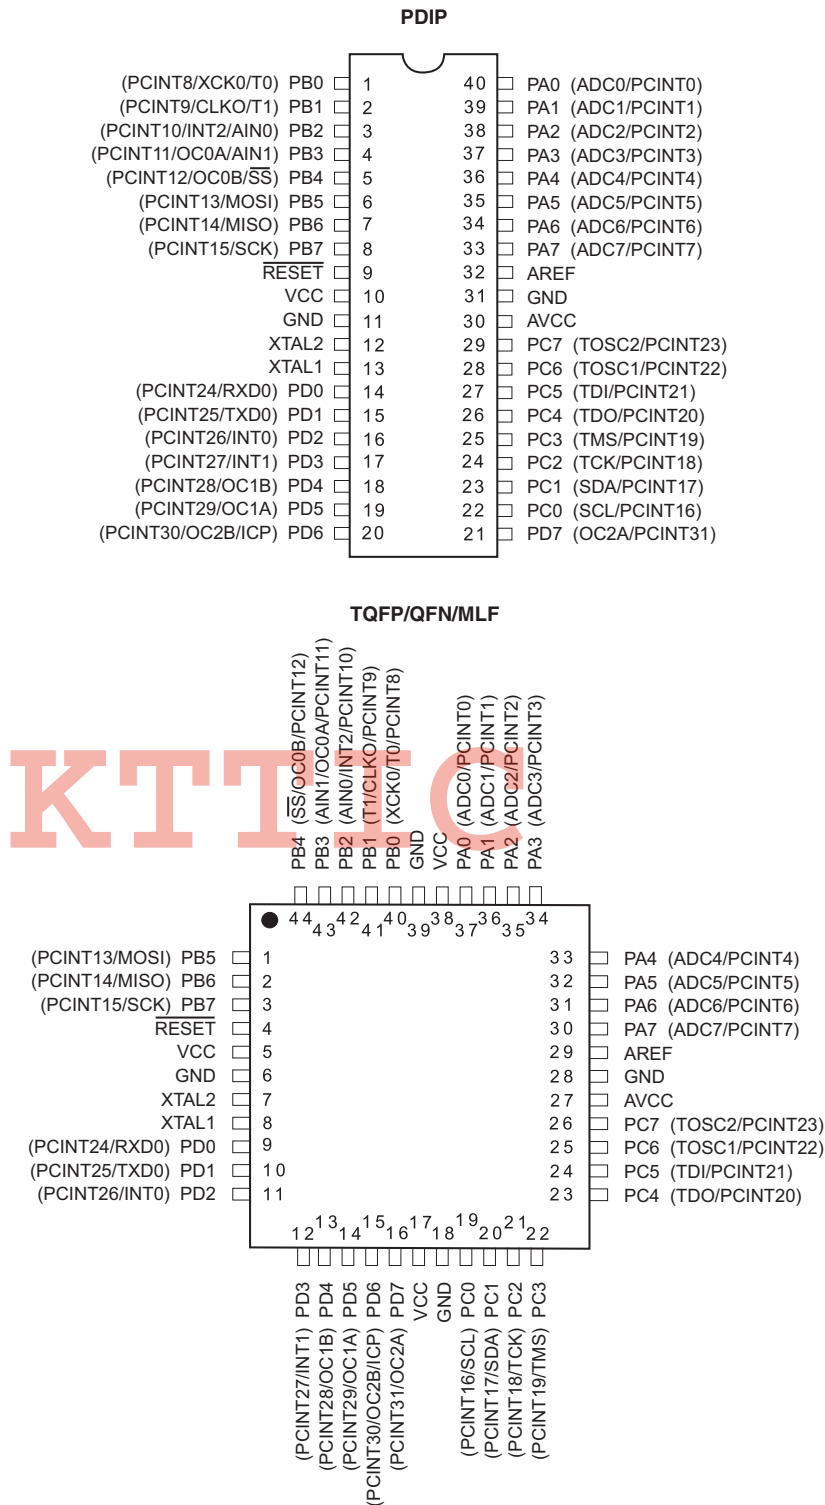 PDIP
(PCINT8/XCK0/T0) PB0 1 40 PA0 (ADC0/PCINT0)
(PCINT9/CLKO/T1) PB1 2 39 PA1 (ADC1/PCINT1)
(PCINT10/INT2/AIN0) PB2 3 38 PA2 (ADC2/PCINT2)
(PCINT11/OC0A/AIN1) PB3 4 37 PA3 (ADC3/PCINT3)
(PCINT12/OC0B/SS) PB4 5 36 PA4 (ADC4/PCINT4)
(PCINT13/MOSI) PB5 6 35 PA5 (ADC5/PCINT5)
(PCINT14/MISO) PB6 7 34 PA6 (ADC6/PCINT6)
(PCINT15/SCK) PB7 8 33 PA7 (ADC7/PCINT7)
RESET 9 32 AREF
VCC 10 31 GND
GND 11 30 AVCC
XTAL2 12 29 PC7 (TOSC2/PCINT23)
XTAL1 13 28 PC6 (TOSC1/PCINT22)
(PCINT24/RXD0) PD0 14 27 PC5 (TDI/PCINT21)
(PCINT25/TXD0) PD1 15 26 PC4 (TDO/PCINT20)
(PCINT26/INT0) PD2 16 25 PC3 (TMS/PCINT19)
(PCINT27/INT1) PD3 17 24 PC2 (TCK/PCINT18)
(PCINT28/OC1B) PD4 18 23 PC1 (SDA/PCINT17)
(PCINT29/OC1A) PD5 19 22 PC0 (SCL/PCINT16)
(PCINT30/OC2B/ICP) PD6 20 21 PD7 (OC2A/PCINT31)
TQFP/QFN/MLF
PB4 (SS/OC0B/PCINT12)
PB3 (AIN1/OC0A/PCINT11)
PB2 (AIN0/INT2/PCINT10)
PB1 (T1/CLKO/PCINT9)
PB0 (XCK0/T0/PCINT8)
GND
VCC
PA0 (ADC0/PCINT0)
PA1 (ADC1/PCINT1)
PA2 (ADC2/PCINT2)
PA3 (ADC3/PCINT3)
KTTIC
44 43 42 41 40 39 38 37 36 35 34
(PCINT13/MOSI) PB5 1 33 PA4 (ADC4/PCINT4)
(PCINT14/MISO) PB6 2 32 PA5 (ADC5/PCINT5)
(PCINT15/SCK) PB7 3 31 PA6 (ADC6/PCINT6)
RESET 4 30 PA7 (ADC7/PCINT7)
VCC 5 29 AREF
GND 6 28 GND
XTAL2 7 27 AVCC
XTAL1 8 26 PC7 (TOSC2/PCINT23)
(PCINT24/RXD0) PD0 9 25 PC6 (TOSC1/PCINT22)
(PCINT25/TXD0) PD1 10 24 PC5 (TDI/PCINT21)
(PCINT26/INT0) PD2 11 23 PC4 (TDO/PCINT20)
12 13 14 15 16 17 18 19 20 21 22
(PCINT27/INT1) PD3
(PCINT28/OC1B) PD4
(PCINT29/OC1A) PD5
(PCINT30/OC2B/ICP) PD6
(PCINT31/OC2A) PD7
VCC
GND
(PCINT16/SCL) PC0
(PCINT17/SDA) PC1
(PCINT18/TCK) PC2
(PCINT19/TMS) PC3